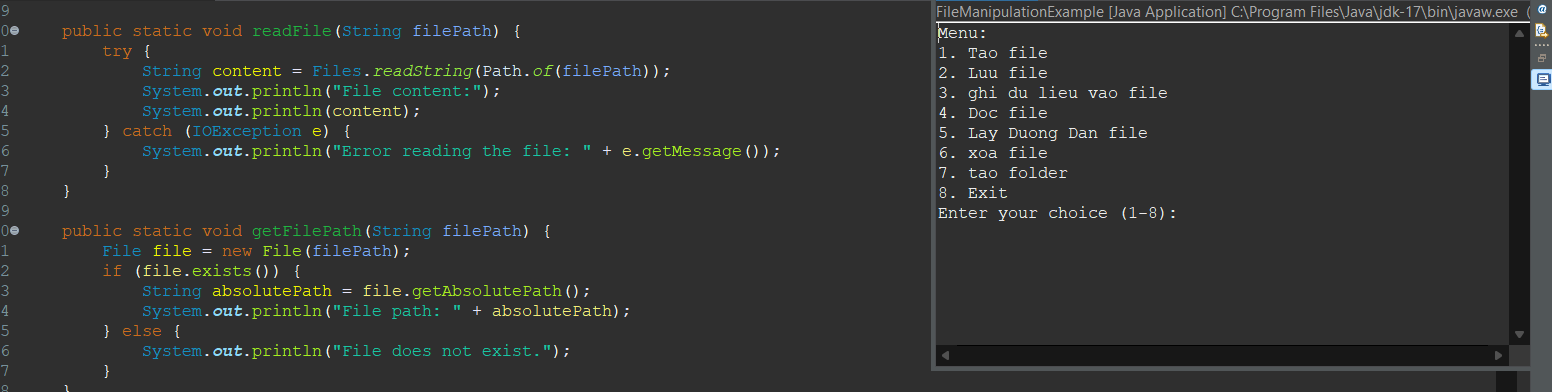 9
0 public static void readFile(String filePath) {
1 try {
2 String content = Files.readString(Path.of(filePath));
3 System.out.println("File content:");
4 System.out.println(content);
5 } catch (IOException e) {
6 System.out.println("Error reading the file: " + e.getMessage());
7 }
8 }
9
0 public static void getFilePath(String filePath) {
1 File file = new File(filePath);
2 if (file.exists()) {
3 String absolutePath = file.getAbsolutePath();
4 System.out.println("File path: " + absolutePath);
5 } else {
6 System.out.println("File does not exist.");
7 }
8 }
FileManipulationExample [Java Application] C:\Program Files\Java\jdk-17\bin\javaw.exe (
Menu:
1. Tao file
2. Luu file
3. ghi du lieu vao file
4. Doc file
5. Lay Duong Dan file
6. xoa file
7. tao folder
8. Exit
Enter your choice (1-8):